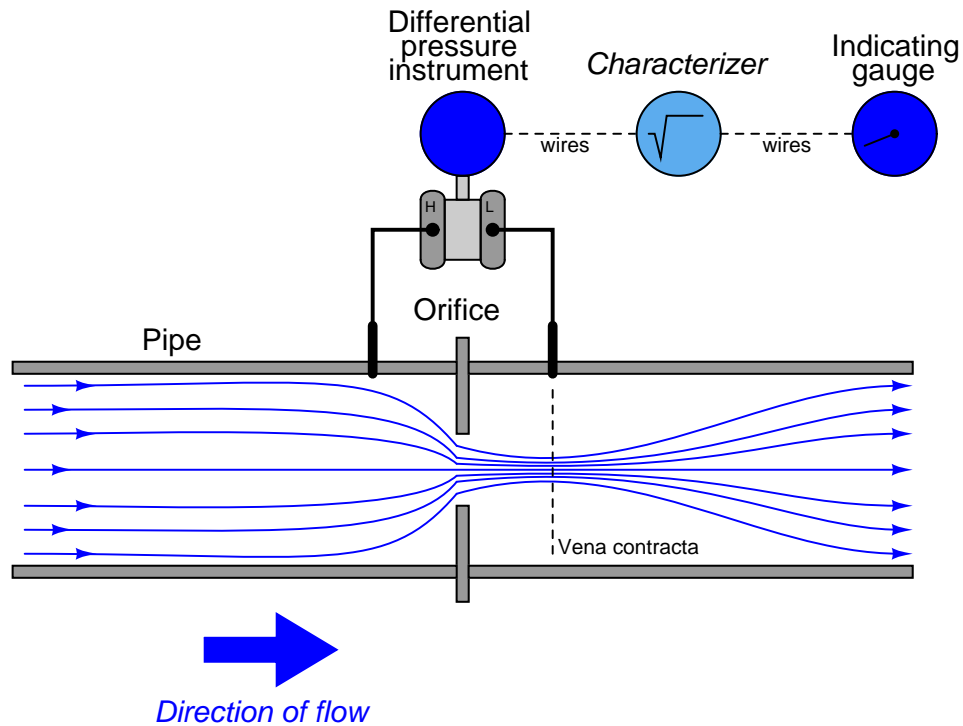 Differential
pressure
instrument
Characterizer
Indicating
gauge
wires
wires
H
L
Orifice
Pipe
Vena contracta
Direction of flow